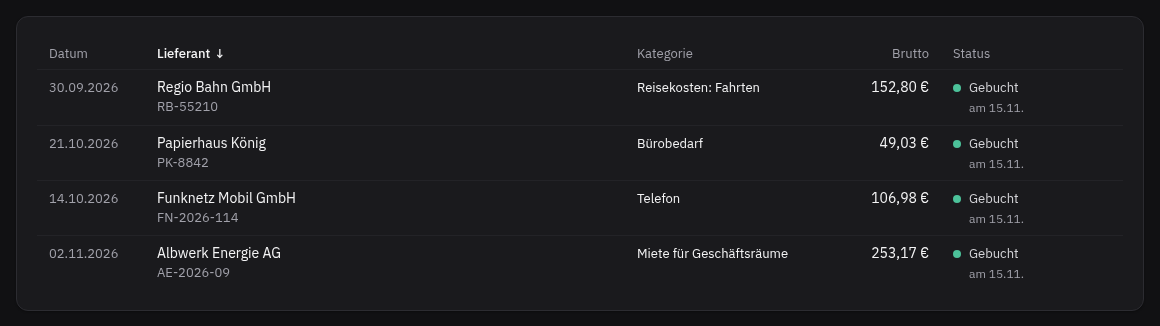 Datum Lieferant ↓ Kategorie Brutto Status
30.09.2026 Regio Bahn GmbH Reisekosten: Fahrten 152,80 € Gebucht
RB-55210 am 15.11.
21.10.2026 Papierhaus König Bürobedarf 49,03 € Gebucht
PK-8842 am 15.11.
14.10.2026 Funknetz Mobil GmbH Telefon 106,98 € Gebucht
FN-2026-114 am 15.11.
02.11.2026 Albwerk Energie AG Miete für Geschäftsräume 253,17 € Gebucht
AE-2026-09 am 15.11.